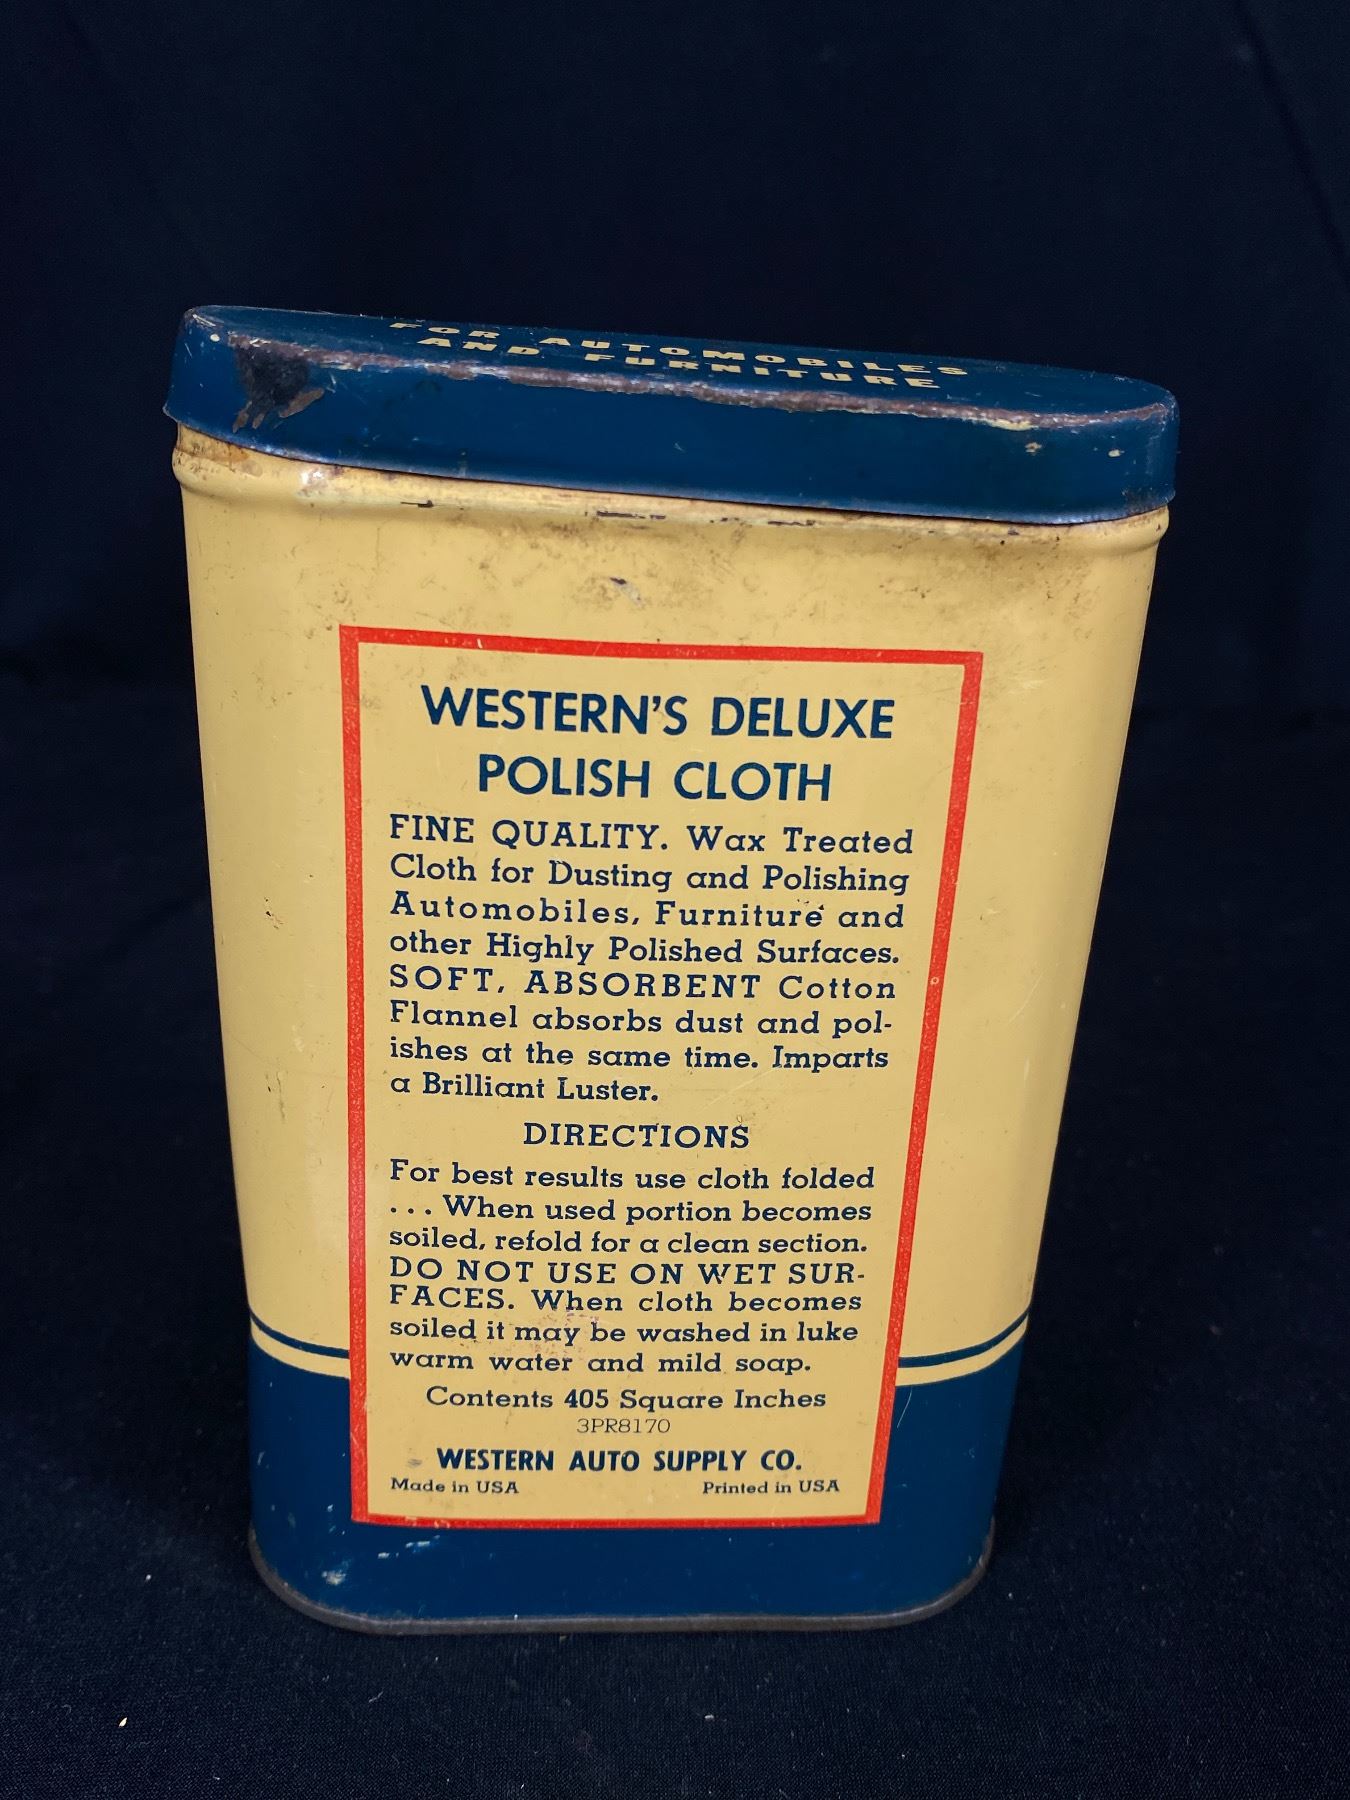 FOR AUTOMOBILES
AND FURNITURE
WESTERN'S DELUXE
POLISH CLOTH
FINE QUALITY. Wax Treated
Cloth for Dusting and Polishing
Automobiles, Furniture and
other Highly Polished Surfaces.
SOFT, ABSORBENT Cotton
Flannel absorbs dust and pol-
ishes at the same time. Imparts
a Brilliant Luster.
DIRECTIONS
For best results use cloth folded
... When used portion becomes
soiled, refold for a clean section.
DO NOT USE ON WET SUR-
FACES. When cloth becomes
soiled it may be washed in luke
warm water and mild soap.
Contents 405 Square Inches
3PR8170
WESTERN AUTO SUPPLY CO.
Made in USA Printed in USA